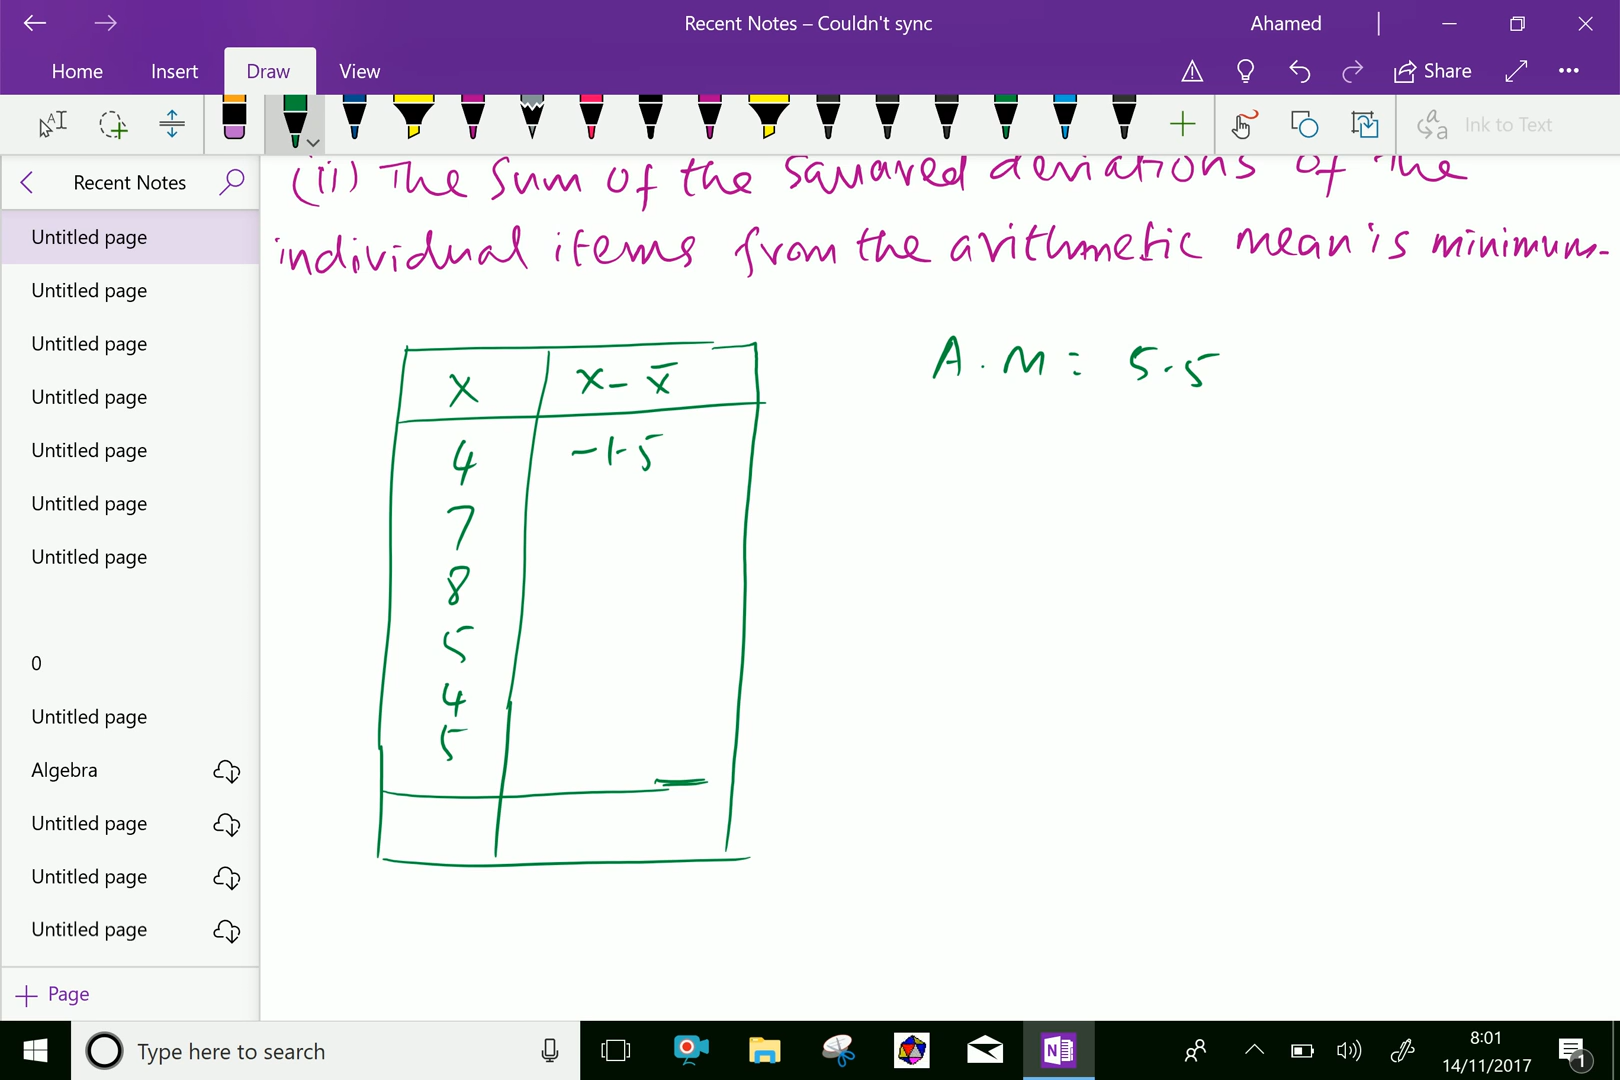 Recent Notes – Couldn't sync
Ahamed
Home Insert Draw View
Share
Ink to Text
Recent Notes
Untitled page
Untitled page
Untitled page
Untitled page
Untitled page
Untitled page
Untitled page
0
Untitled page
Algebra
Untitled page
Untitled page
Untitled page
Page
(ii) The sum of the squared deviations of the
individual items from the arithmetic mean is minimum.
x x - x̄
4 -1.5
7
8
5
4
5
A.M = 5.5
Type here to search
8:01
14/11/2017
1